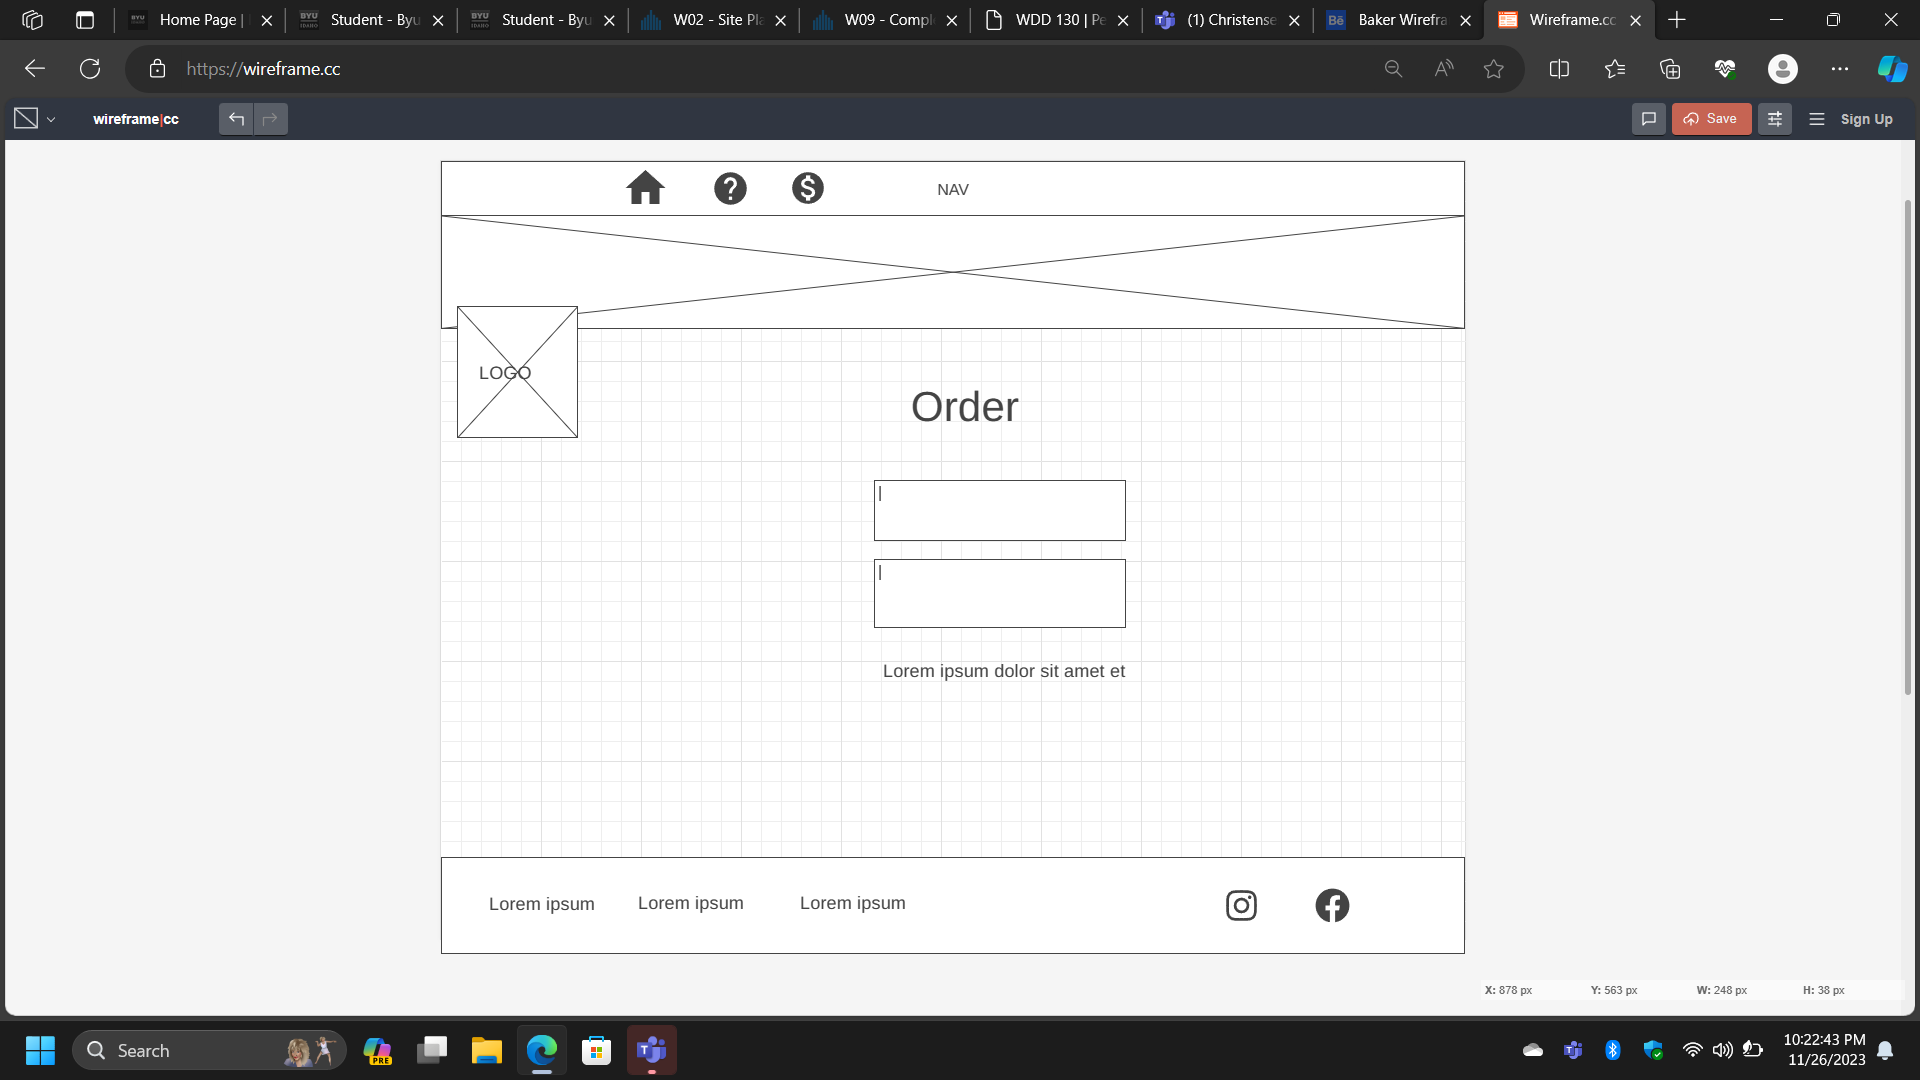 Home Page |
Student - Byu
Student - Byu
W02 - Site Pla
W09 - Comple
WDD 130 | Pe
(1) Christense
Baker Wirefra
Wireframe.cc
https://wireframe.cc
wireframe|cc
Save
Sign Up
NAV
LOGO
Order
Lorem ipsum dolor sit amet et
Lorem ipsum
Lorem ipsum
Lorem ipsum
X: 878 px Y: 563 px W: 248 px H: 38 px
Search
PRE
10:22:43 PM
11/26/2023